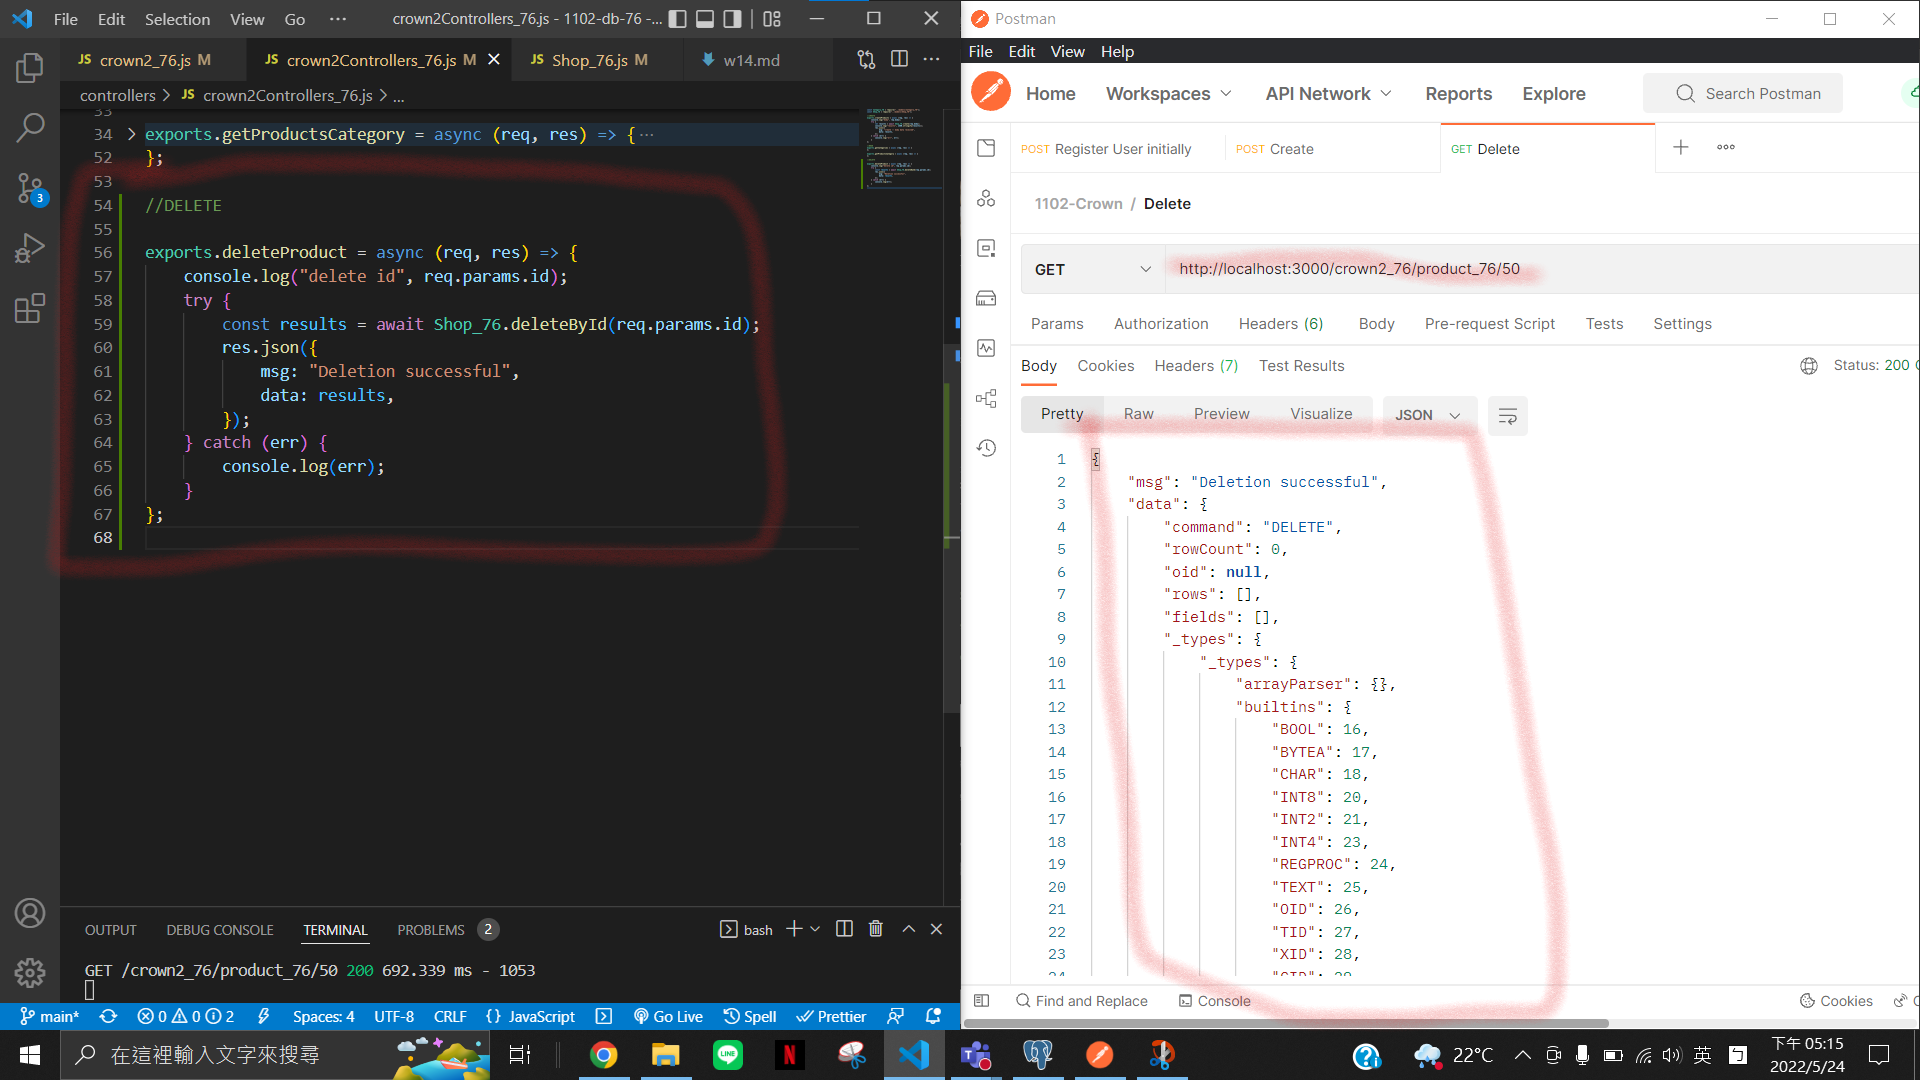 File Edit Selection View Go ··· crown2Controllers_76.js - 1102-db-76 -...
JS crown2_76.js M JS crown2Controllers_76.js M JS Shop_76.js M w14.md
controllers > JS crown2Controllers_76.js > ...
33
34 exports.getProductsCategory = async (req, res) => {···
52 };
53
54 //DELETE
55
56 exports.deleteProduct = async (req, res) => {
57 console.log("delete id", req.params.id);
58 try {
59 const results = await Shop_76.deleteById(req.params.id);
60 res.json({
61 msg: "Deletion successful",
62 data: results,
63 });
64 } catch (err) {
65 console.log(err);
66 }
67 };
68
3
OUTPUT DEBUG CONSOLE TERMINAL PROBLEMS 2 bash
GET /crown2_76/product_76/50 200 692.339 ms - 1053
main* 0 0 2 Spaces: 4 UTF-8 CRLF {} JavaScript Go Live Spell Prettier
Postman
File Edit View Help
Home Workspaces API Network Reports Explore Search Postman
POST Register User initially POST Create GET Delete
1102-Crown / Delete
GET http://localhost:3000/crown2_76/product_76/50
Params Authorization Headers (6) Body Pre-request Script Tests Settings
Body Cookies Headers (7) Test Results Status: 200
Pretty Raw Preview Visualize JSON
1 {
2 "msg": "Deletion successful",
3 "data": {
4 "command": "DELETE",
5 "rowCount": 0,
6 "oid": null,
7 "rows": [],
8 "fields": [],
9 "_types": {
10 "_types": {
11 "arrayParser": {},
12 "builtins": {
13 "BOOL": 16,
14 "BYTEA": 17,
15 "CHAR": 18,
16 "INT8": 20,
17 "INT2": 21,
18 "INT4": 23,
19 "REGPROC": 24,
20 "TEXT": 25,
21 "OID": 26,
22 "TID": 27,
23 "XID": 28,
24 "CID": 29
Find and Replace Console Cookies
在這裡輸入文字來搜尋 LINE N 22°C 英 下午 05:15
2022/5/24